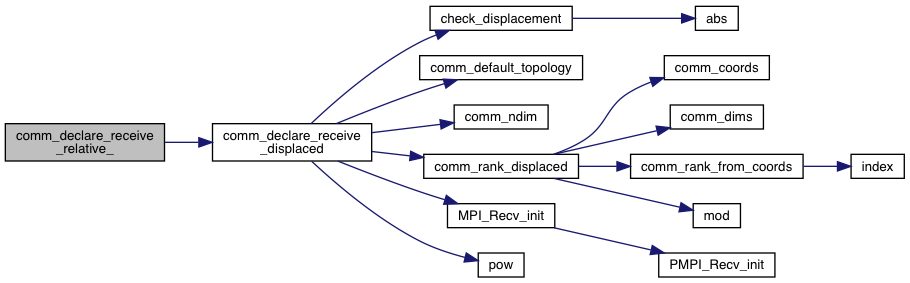 comm_declare_receive
_relative_
comm_declare_receive
_displaced
check_displacement
abs
comm_default_topology
comm_ndim
comm_rank_displaced
comm_coords
comm_dims
comm_rank_from_coords
index
mod
MPI_Recv_init
PMPI_Recv_init
pow